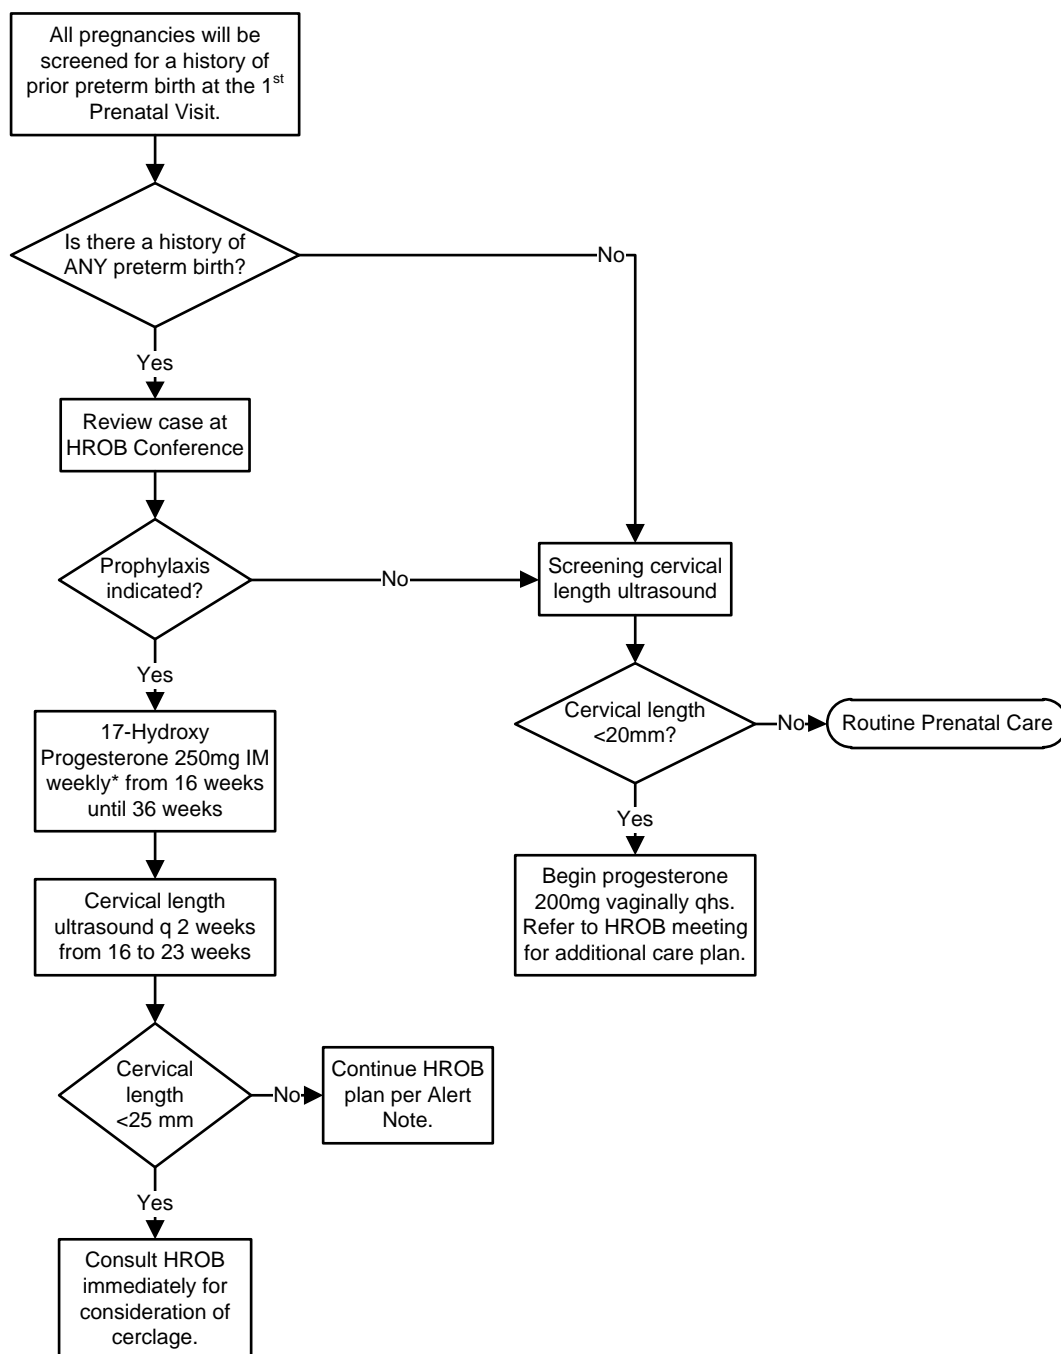 All pregnancies will be
screened for a history of
prior preterm birth at the 1st
Prenatal Visit.
Is there a history of
ANY preterm birth?
No
Yes
Review case at
HROB Conference
Prophylaxis
indicated?
No
Screening cervical
length ultrasound
Yes
Cervical length
<20mm?
No
Routine Prenatal Care
17-Hydroxy
Progesterone 250mg IM
weekly* from 16 weeks
until 36 weeks
Yes
Begin progesterone
200mg vaginally qhs.
Refer to HROB meeting
for additional care plan.
Cervical length
ultrasound q 2 weeks
from 16 to 23 weeks
Cervical
length
<25 mm
No
Continue HROB
plan per Alert
Note.
Yes
Consult HROB
immediately for
consideration of
cerclage.